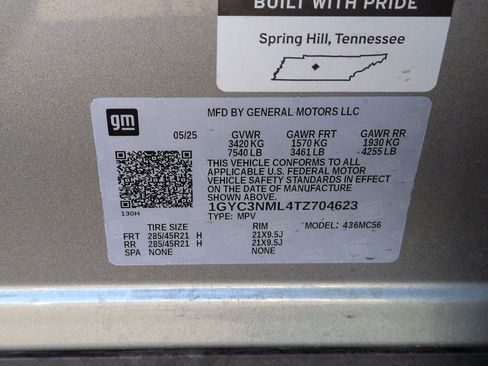 BUILT WITH PRIDE
Spring Hill, Tennessee
gm
MFD BY GENERAL MOTORS LLC
05/25 GVWR GAWR FRT GAWR RR
3420 KG 1570 KG 1930 KG
7540 LB 3461 LB 4255 LB
THIS VEHICLE CONFORMS TO ALL
APPLICABLE U.S. FEDERAL MOTOR
VEHICLE SAFETY STANDARDS IN EFFECT
ON THE DATE OF MANUFACTURE
SHOWN ABOVE.
1GYC3NML4TZ704623
130H
TYPE: MPV MODEL: 436MC56
TIRE SIZE RIM
FRT 285/45R21 H 21X9.5J
RR 285/45R21 H 21X9.5J
SPA NONE NONE